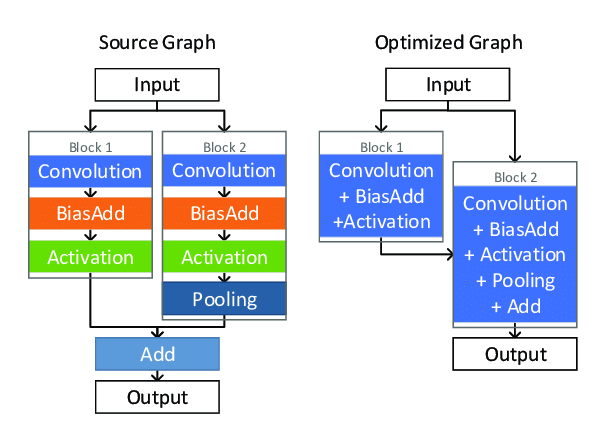 Source Graph
Input
Block 1
Convolution
BiasAdd
Activation
Block 2
Convolution
BiasAdd
Activation
Pooling
Add
Output
Optimized Graph
Input
Block 1
Convolution
+ BiasAdd
+Activation
Block 2
Convolution
+ BiasAdd
+ Activation
+ Pooling
+ Add
Output